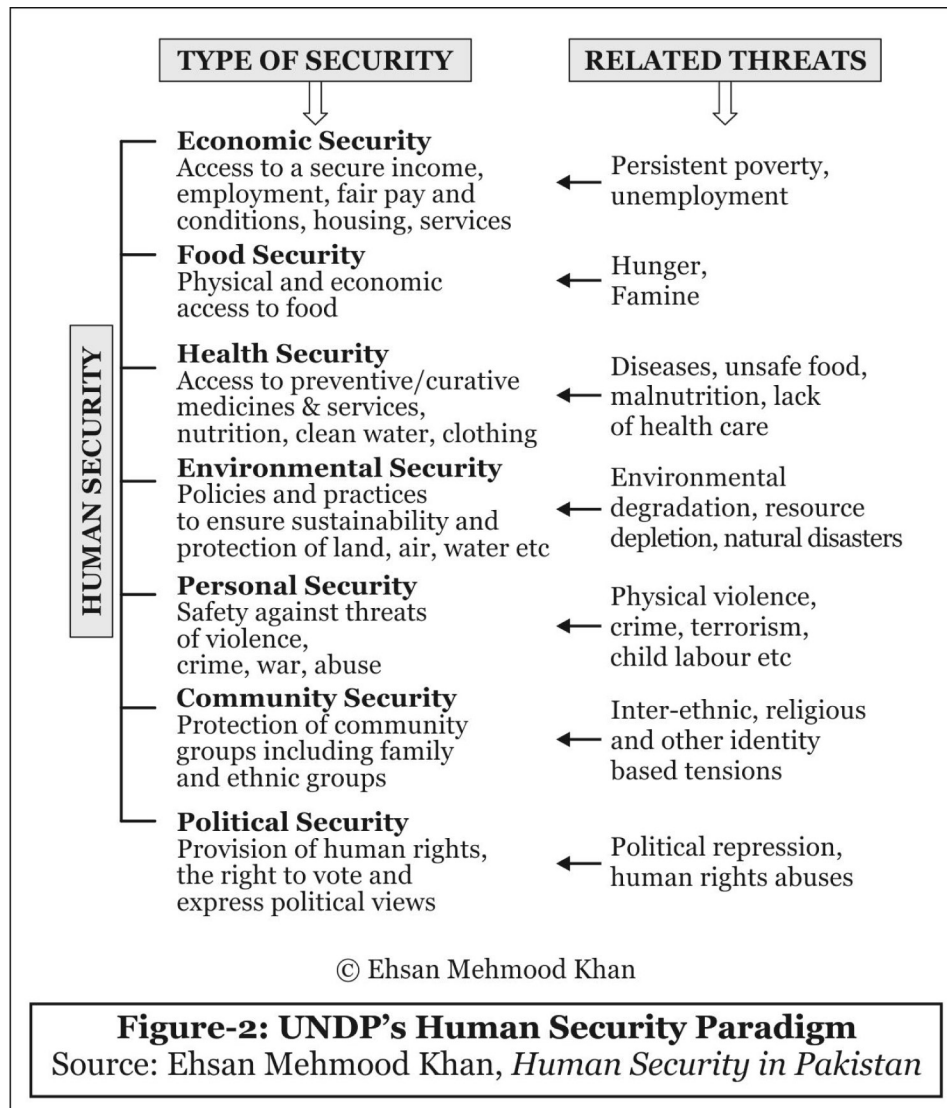 TYPE OF SECURITY
RELATED THREATS
HUMAN SECURITY
Economic Security
Access to a secure income,
employment, fair pay and
conditions, housing, services
Persistent poverty,
unemployment
Food Security
Physical and economic
access to food
Hunger,
Famine
Health Security
Access to preventive/curative
medicines & services,
nutrition, clean water, clothing
Diseases, unsafe food,
malnutrition, lack
of health care
Environmental Security
Policies and practices
to ensure sustainability and
protection of land, air, water etc
Environmental
degradation, resource
depletion, natural disasters
Personal Security
Safety against threats
of violence,
crime, war, abuse
Physical violence,
crime, terrorism,
child labour etc
Community Security
Protection of community
groups including family
and ethnic groups
Inter-ethnic, religious
and other identity
based tensions
Political Security
Provision of human rights,
the right to vote and
express political views
Political repression,
human rights abuses
© Ehsan Mehmood Khan
Figure-2: UNDP's Human Security Paradigm
Source: Ehsan Mehmood Khan, Human Security in Pakistan